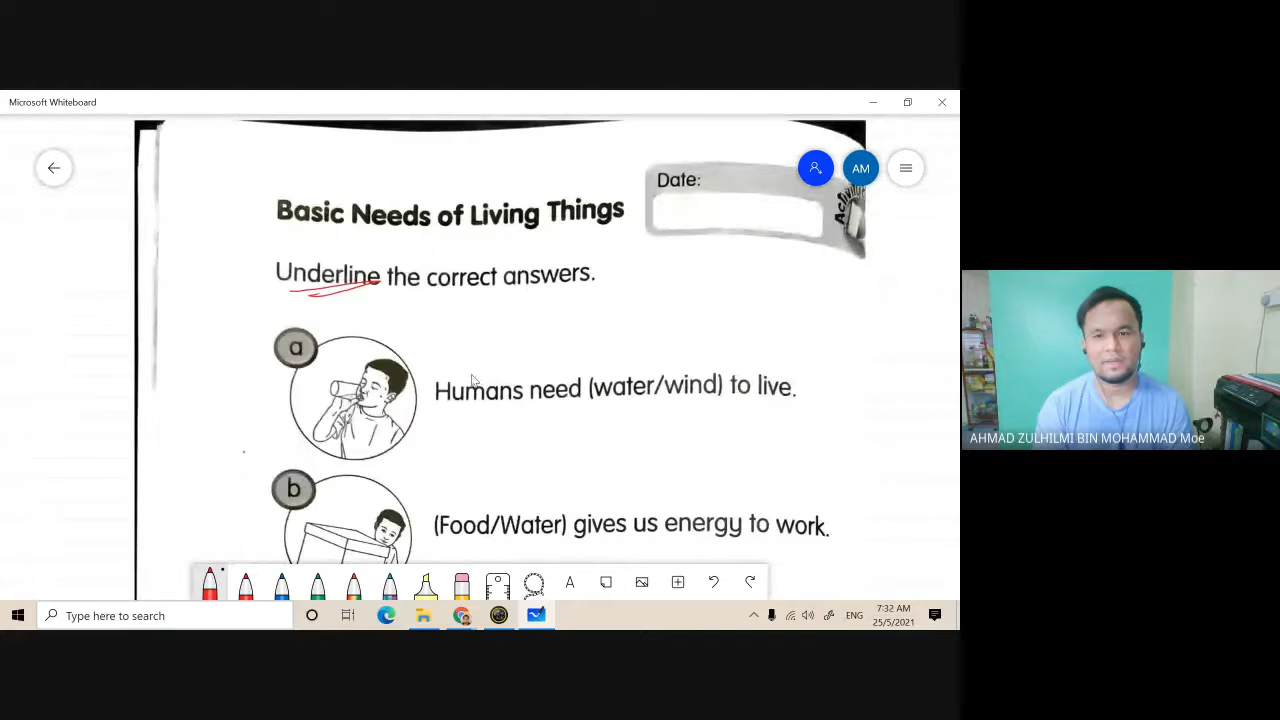 Microsoft Whiteboard
AM
Date:
Activi
Basic Needs of Living Things
Underline the correct answers.
a
Humans need (water/wind) to live.
b
(Food/Water) gives us energy to work.
AHMAD ZULHILMI BIN MOHAMMAD Moe
A
Type here to search
ENG
7:32 AM
25/5/2021